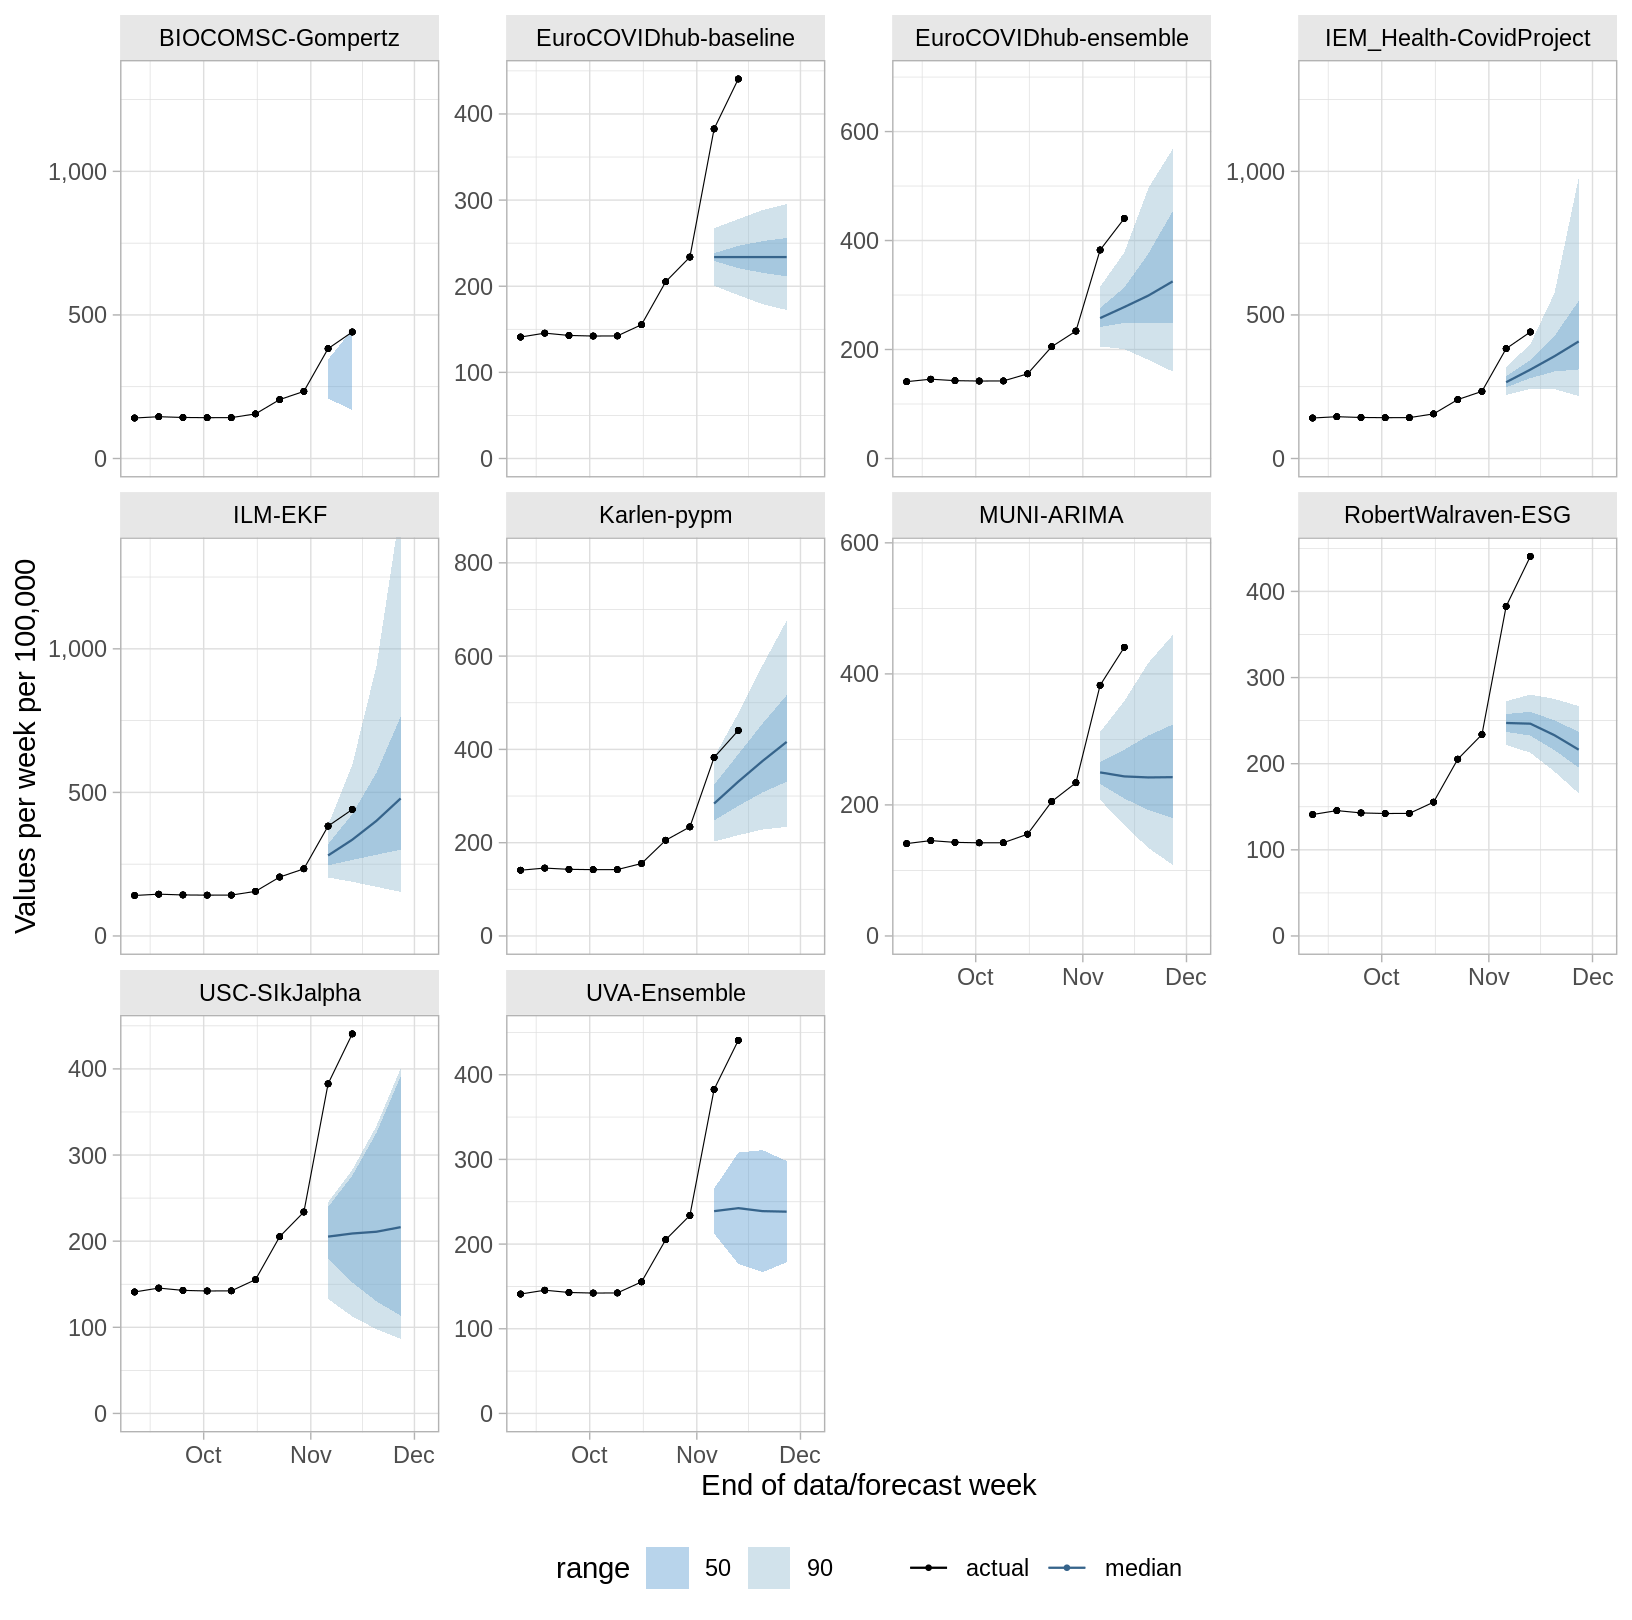 BIOCOMSC-Gompertz
EuroCOVIDhub-baseline
EuroCOVIDhub-ensemble
IEM_Health-CovidProject
1,000
500
0
400
300
200
100
0
600
400
200
0
1,000
500
0
ILM-EKF
Karlen-pypm
MUNI-ARIMA
RobertWalraven-ESG
Values per week per 100,000
1,000
500
0
800
600
400
200
0
600
400
200
0
400
300
200
100
0
Oct Nov Dec
Oct Nov Dec
USC-SIkJalpha
UVA-Ensemble
400
300
200
100
0
400
300
200
100
0
Oct Nov Dec
Oct Nov Dec
End of data/forecast week
range 50 90 actual median